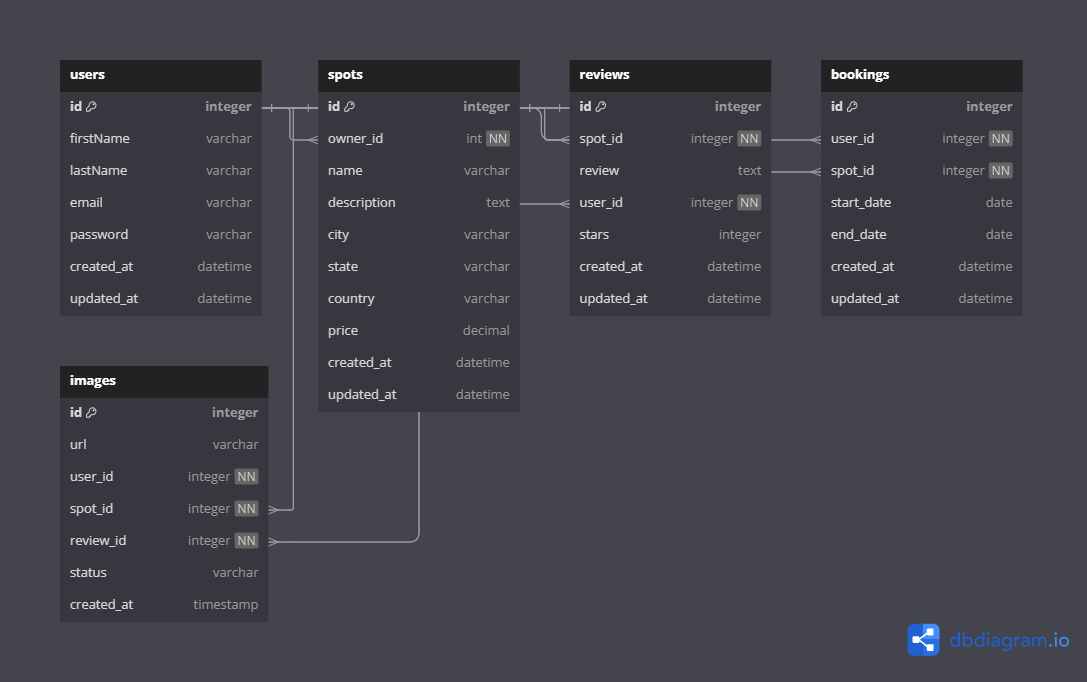 users
id integer
firstName varchar
lastName varchar
email varchar
password varchar
created_at datetime
updated_at datetime
spots
id integer
owner_id int NN
name varchar
description text
city varchar
state varchar
country varchar
price decimal
created_at datetime
updated_at datetime
reviews
id integer
spot_id integer NN
review text
user_id integer NN
stars integer
created_at datetime
updated_at datetime
bookings
id integer
user_id integer NN
spot_id integer NN
start_date date
end_date date
created_at datetime
updated_at datetime
images
id integer
url varchar
user_id integer NN
spot_id integer NN
review_id integer NN
status varchar
created_at timestamp
dbdiagram.io